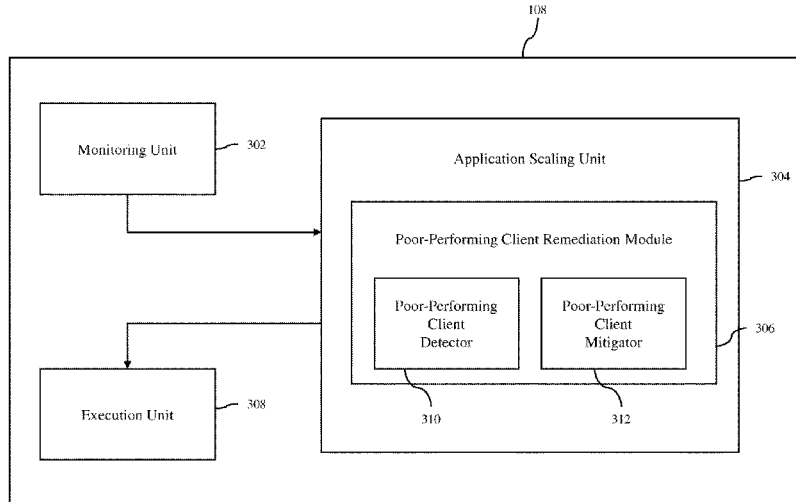 108
Monitoring Unit
302
Application Scaling Unit
304
Poor-Performing Client Remediation Module
Poor-Performing
Client
Detector
Poor-Performing
Client
Mitigator
306
310
312
Execution Unit
308